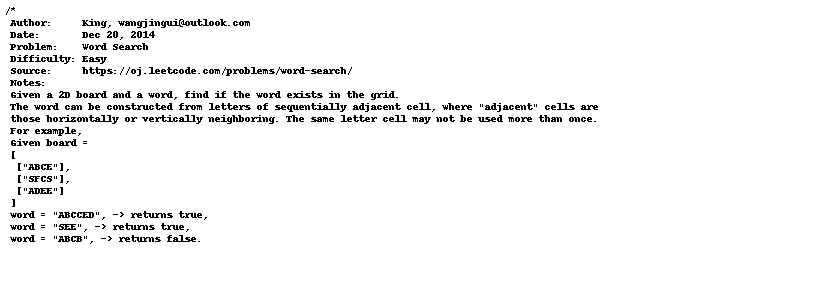 /*
Author:     King, wangjingui@outlook.com
Date:       Dec 20, 2014
Problem:    Word Search
Difficulty: Easy
Source:     https://oj.leetcode.com/problems/word-search/
Notes:
Given a 2D board and a word, find if the word exists in the grid.
The word can be constructed from letters of sequentially adjacent cell, where "adjacent" cells are
those horizontally or vertically neighboring. The same letter cell may not be used more than once.
For example,
Given board =
[
["ABCE"],
["SFCS"],
["ADEE"]
]
word = "ABCCED", -> returns true,
word = "SEE", -> returns true,
word = "ABCB", -> returns false.